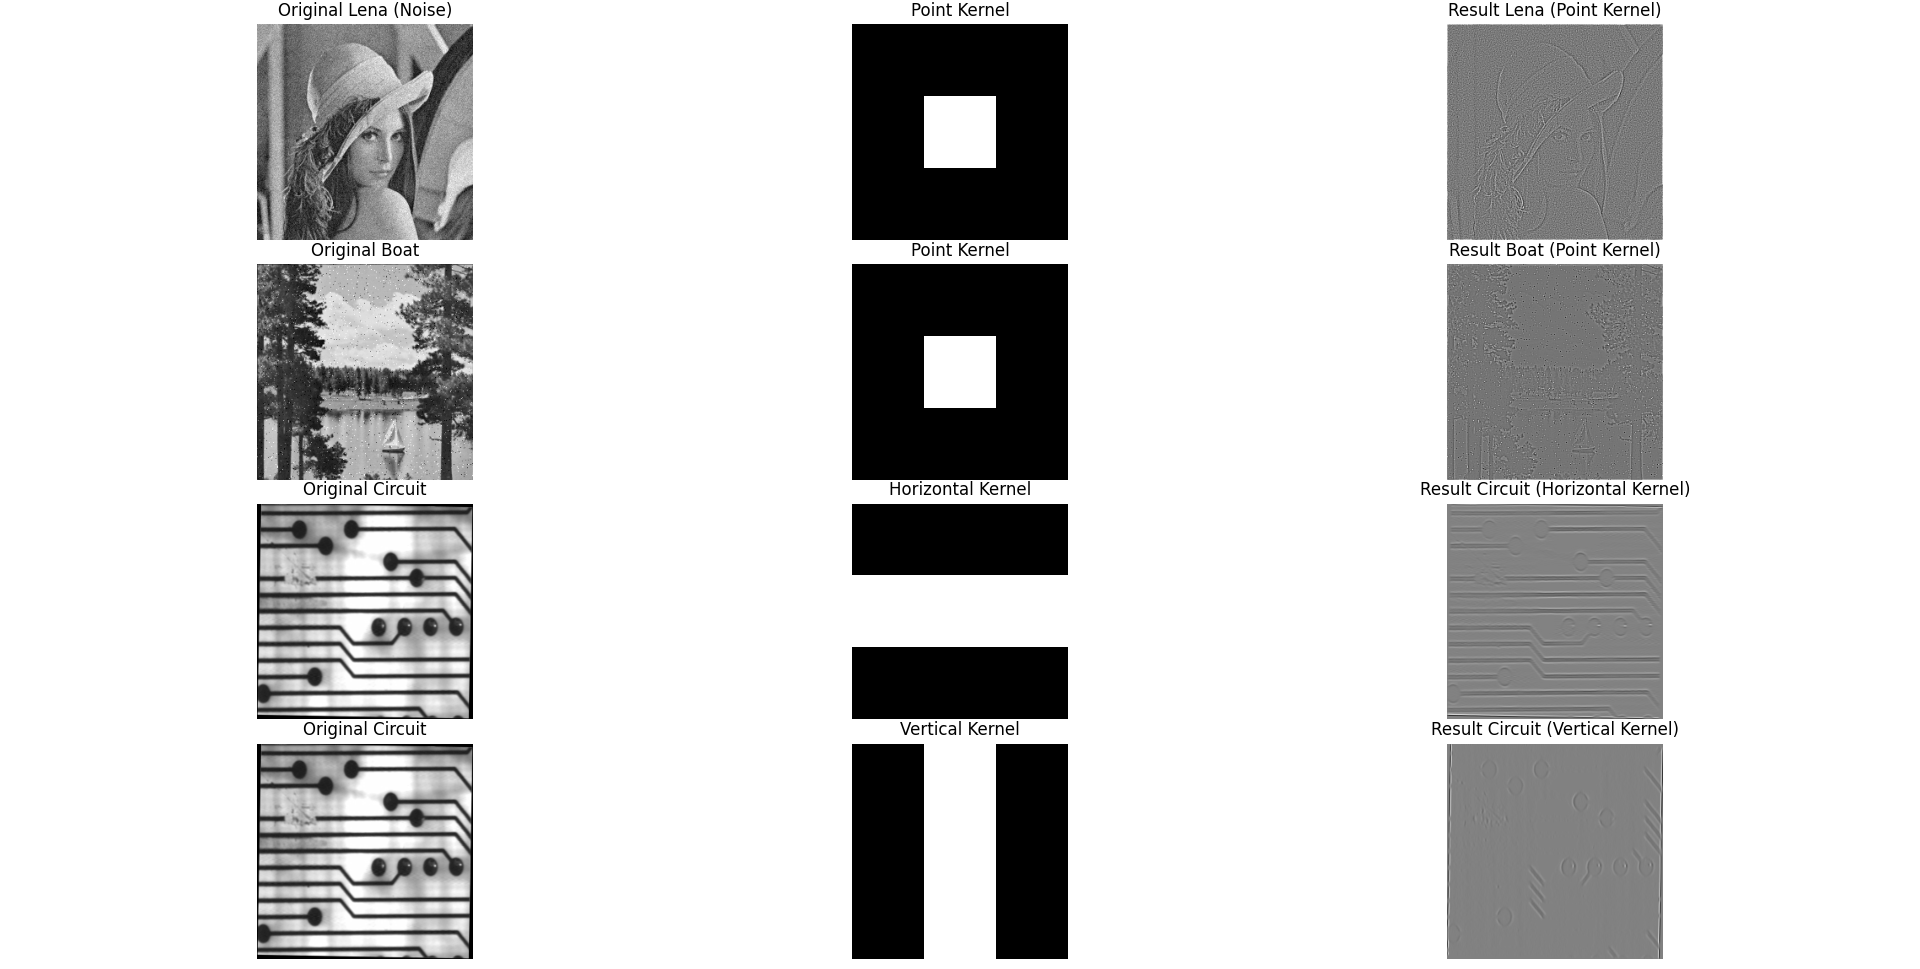 Original Lena (Noise)
Point Kernel
Result Lena (Point Kernel)
Original Boat
Point Kernel
Result Boat (Point Kernel)
Original Circuit
Horizontal Kernel
Result Circuit (Horizontal Kernel)
Original Circuit
Vertical Kernel
Result Circuit (Vertical Kernel)